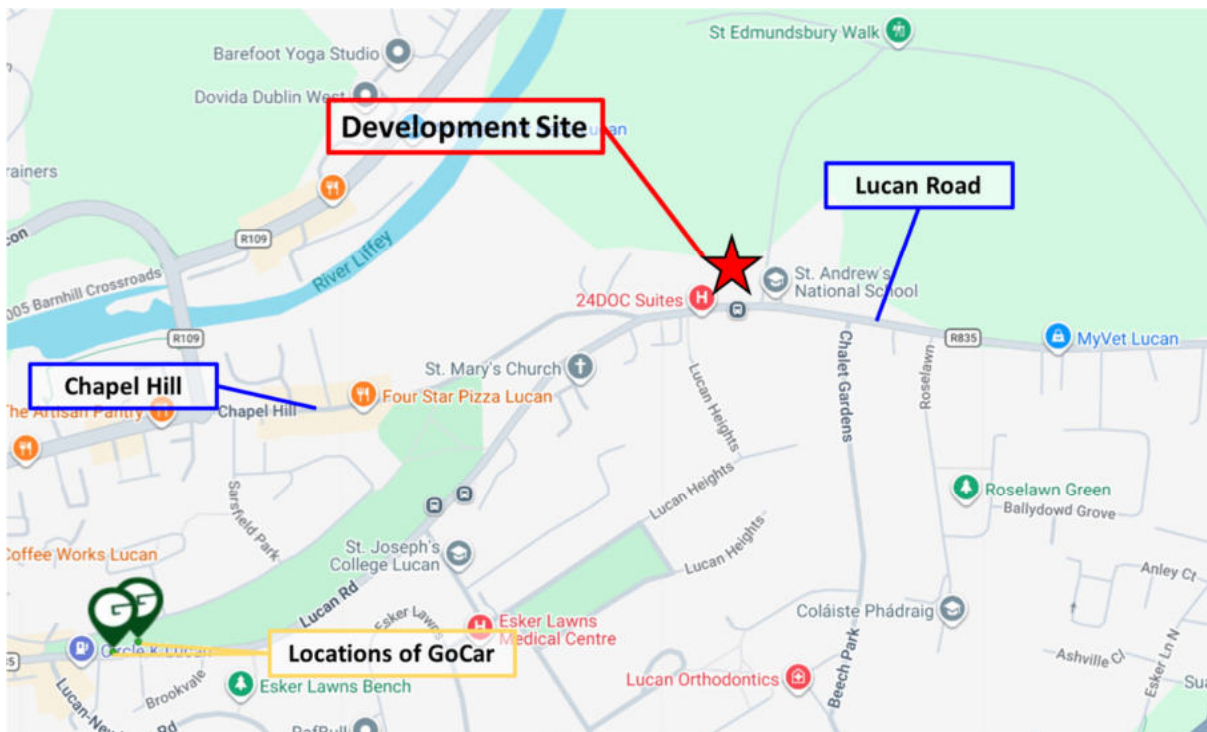 St Edmundsbury Walk
Barefoot Yoga Studio
Dovida Dublin West
Development Site
Lucan Road
R109
River Liffey
005 Barnhill Crossroads
St. Andrew's
National School
24DOC Suites
R109
R835
MyVet Lucan
St. Mary's Church
Chapel Hill
Four Star Pizza Lucan
The Artisan Pantry
Chapel Hill
Lucan Heights
Chalet Gardens
Roselawn
Sarsfield Park
Lucan Heights
Roselawn Green
Ballydowd Grove
Coffee Works Lucan
St. Joseph's
College Lucan
Lucan Heights
Anley Ct
Lucan Rd
Esker Lawns
Esker Lawns
Medical Centre
Coláiste Phádraig
G
G
Circle K Lucan
Locations of GoCar
Beech Park
Ashville Cl
Esker Ln N
Brookvale
Esker Lawns Bench
Lucan Orthodontics